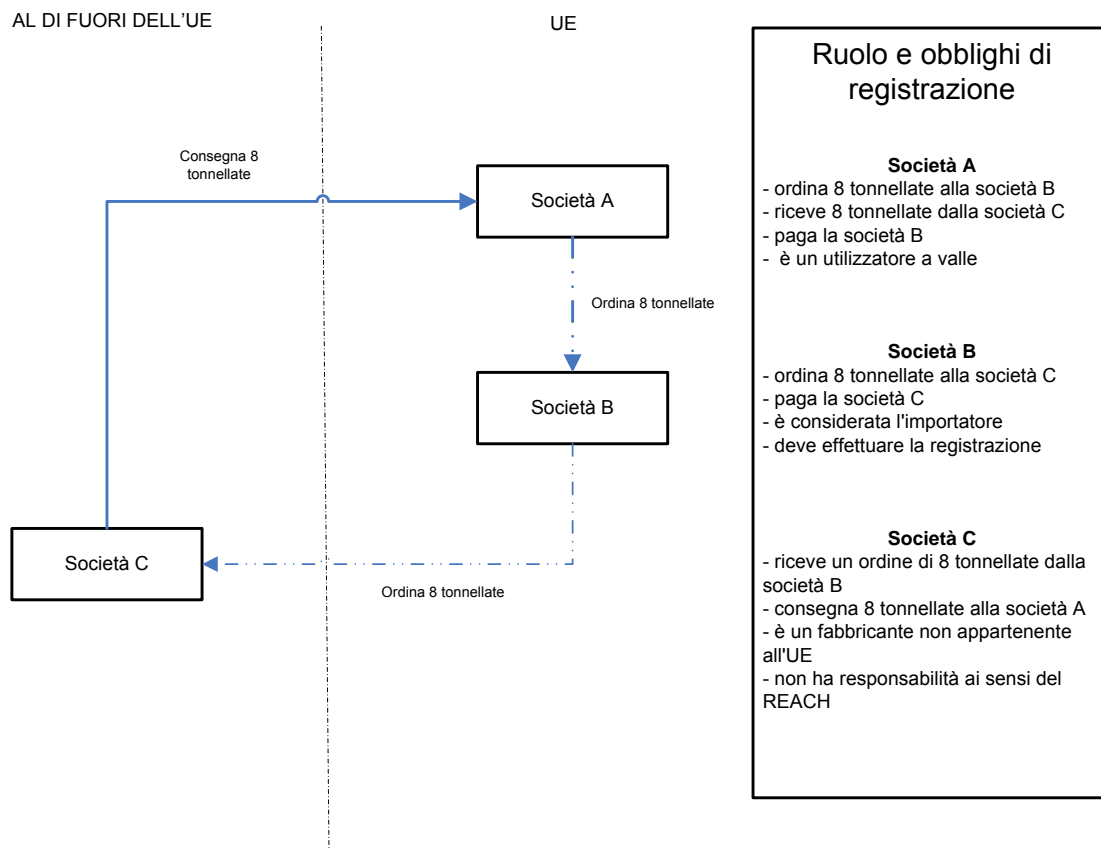 AL DI FUORI DELL'UE
UE
Consegna 8
tonnellate
Società A
Ordina 8 tonnellate
Società B
Società C
Ordina 8 tonnellate
Ruolo e obblighi di
registrazione
Società A
- ordina 8 tonnellate alla società B
- riceve 8 tonnellate dalla società C
- paga la società B
- è un utilizzatore a valle
Società B
- ordina 8 tonnellate alla società C
- paga la società C
- è considerata l'importatore
- deve effettuare la registrazione
Società C
- riceve un ordine di 8 tonnellate dalla
società B
- consegna 8 tonnellate alla società A
- è un fabbricante non appartenente
all'UE
- non ha responsabilità ai sensi del
REACH